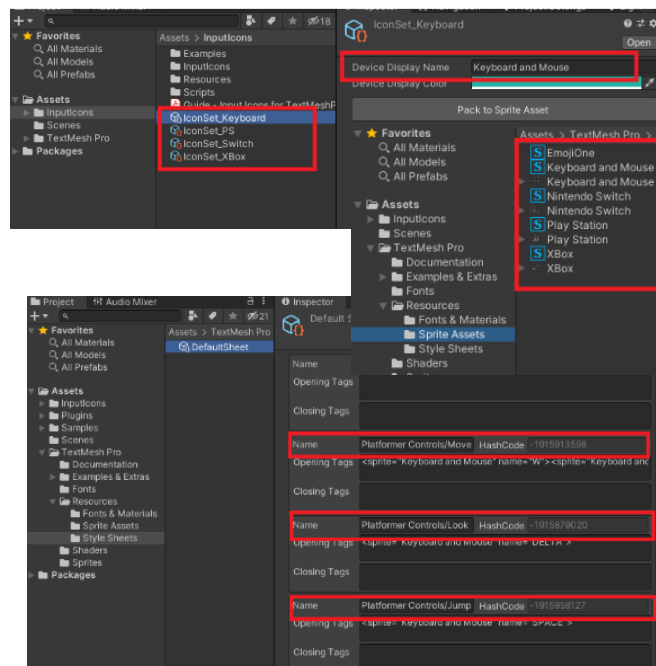 Audio Mixer
18
Favorites
All Materials
All Models
All Prefabs
Assets
InputIcons
Scenes
TextMesh Pro
Packages
Assets > InputIcons
Examples
InputIcons
Resources
Scripts
Guide - Input Icons for TextMeshP
IconSet_Keyboard
IconSet_PS
IconSet_Switch
IconSet_XBox
IconSet_Keyboard
Open
Device Display Name Keyboard and Mouse
Device Display Color
Pack to Sprite Asset
Favorites
All Materials
All Models
All Prefabs
Assets
InputIcons
Scenes
TextMesh Pro
Documentation
Examples & Extras
Fonts
Resources
Fonts & Materials
Sprite Assets
Style Sheets
Shaders
Assets > TextMesh Pro >
EmojiOne
Keyboard and Mouse
Keyboard and Mouse
Nintendo Switch
Nintendo Switch
Play Station
Play Station
XBox
XBox
Project Audio Mixer
21
Favorites
All Materials
All Models
All Prefabs
Assets
InputIcons
Plugins
Samples
Scenes
TextMesh Pro
Documentation
Examples & Extras
Fonts
Resources
Fonts & Materials
Sprite Assets
Style Sheets
Shaders
Sprites
Packages
Assets > TextMesh Pro
DefaultSheet
Inspector
Default S
Name
Opening Tags
Closing Tags
Name Platformer Controls/Move HashCode -1915913598
Opening Tags <sprite="Keyboard and Mouse" name="W"><sprite="Keyboard and
Closing Tags
Name Platformer Controls/Look HashCode -1915879020
Opening Tags <sprite="Keyboard and Mouse" name="DELTA">
Closing Tags
Name Platformer Controls/Jump HashCode -1915958127
Opening Tags <sprite="Keyboard and Mouse" name="SPACE">
Closing Tags